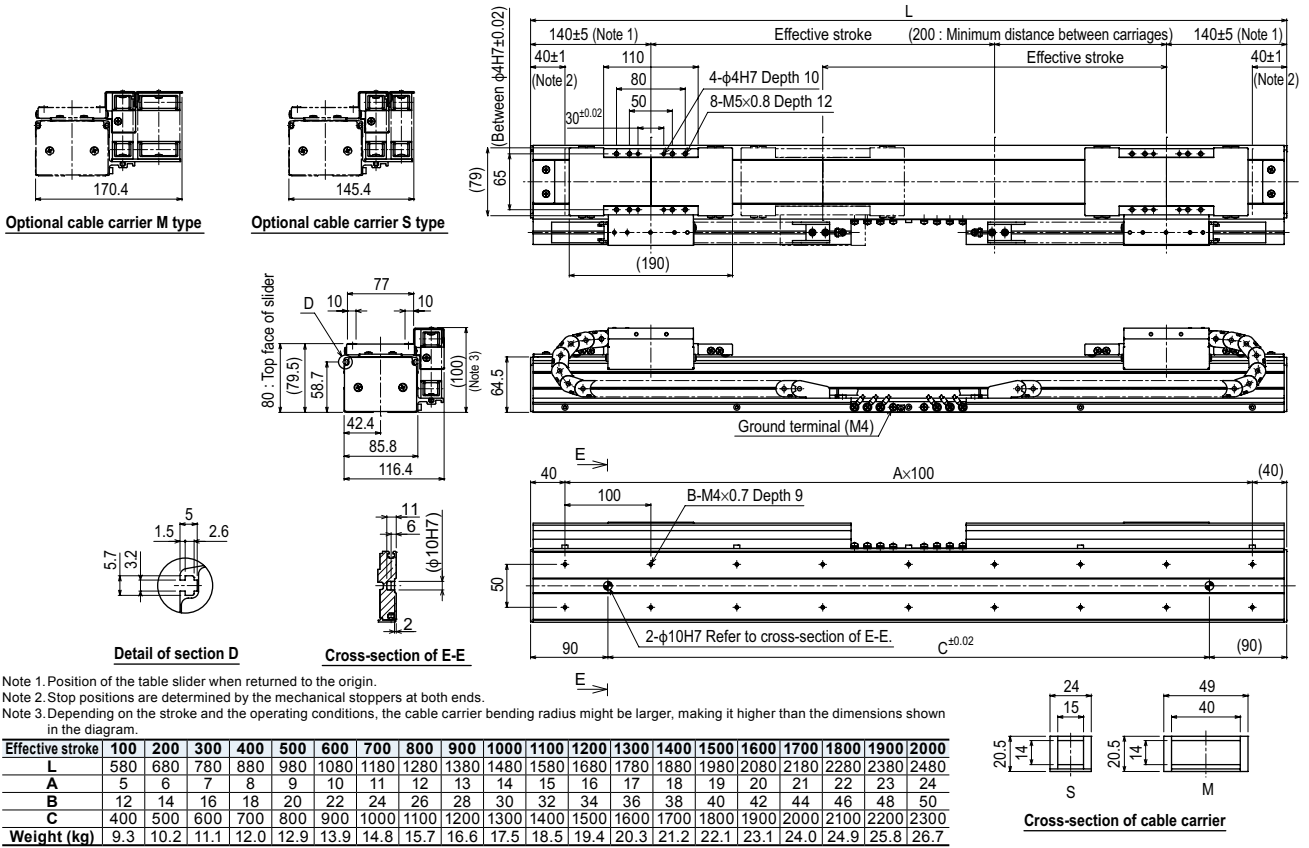 L
140±5 (Note 1)
Effective stroke
(200 : Minimum distance between carriages)
140±5 (Note 1)
40±1
(Note 2)
110
Effective stroke
40±1
(Note 2)
(Between ϕ4H7±0.02)
80
4-ϕ4H7 Depth 10
50
8-M5×0.8 Depth 12
30±0.02
(79)
65
(190)
170.4
145.4
Optional cable carrier M type
Optional cable carrier S type
80 : Top face of slider
(79.5)
58.7
D
77
10
10
(100)
(Note 3)
42.4
85.8
116.4
64.5
Ground terminal (M4)
E
40
A×100
(40)
100
B-M4×0.7 Depth 9
50
2-ϕ10H7 Refer to cross-section of E-E.
90
C±0.02
(90)
E
5
1.5
2.6
5.7
3.2
Detail of section D
11
6
(ϕ10H7)
2
Cross-section of E-E
24
15
20.5
14
S
49
40
20.5
14
M
Cross-section of cable carrier
Note 1. Position of the table slider when returned to the origin.
Note 2. Stop positions are determined by the mechanical stoppers at both ends.
Note 3. Depending on the stroke and the operating conditions, the cable carrier bending radius might be larger, making it higher than the dimensions shown
in the diagram.
Effective stroke 100 200 300 400 500 600 700 800 900 1000 1100 1200 1300 1400 1500 1600 1700 1800 1900 2000
L 580 680 780 880 980 1080 1180 1280 1380 1480 1580 1680 1780 1880 1980 2080 2180 2280 2380 2480
A 5 6 7 8 9 10 11 12 13 14 15 16 17 18 19 20 21 22 23 24
B 12 14 16 18 20 22 24 26 28 30 32 34 36 38 40 42 44 46 48 50
C 400 500 600 700 800 900 1000 1100 1200 1300 1400 1500 1600 1700 1800 1900 2000 2100 2200 2300
Weight (kg) 9.3 10.2 11.1 12.0 12.9 13.9 14.8 15.7 16.6 17.5 18.5 19.4 20.3 21.2 22.1 23.1 24.0 24.9 25.8 26.7